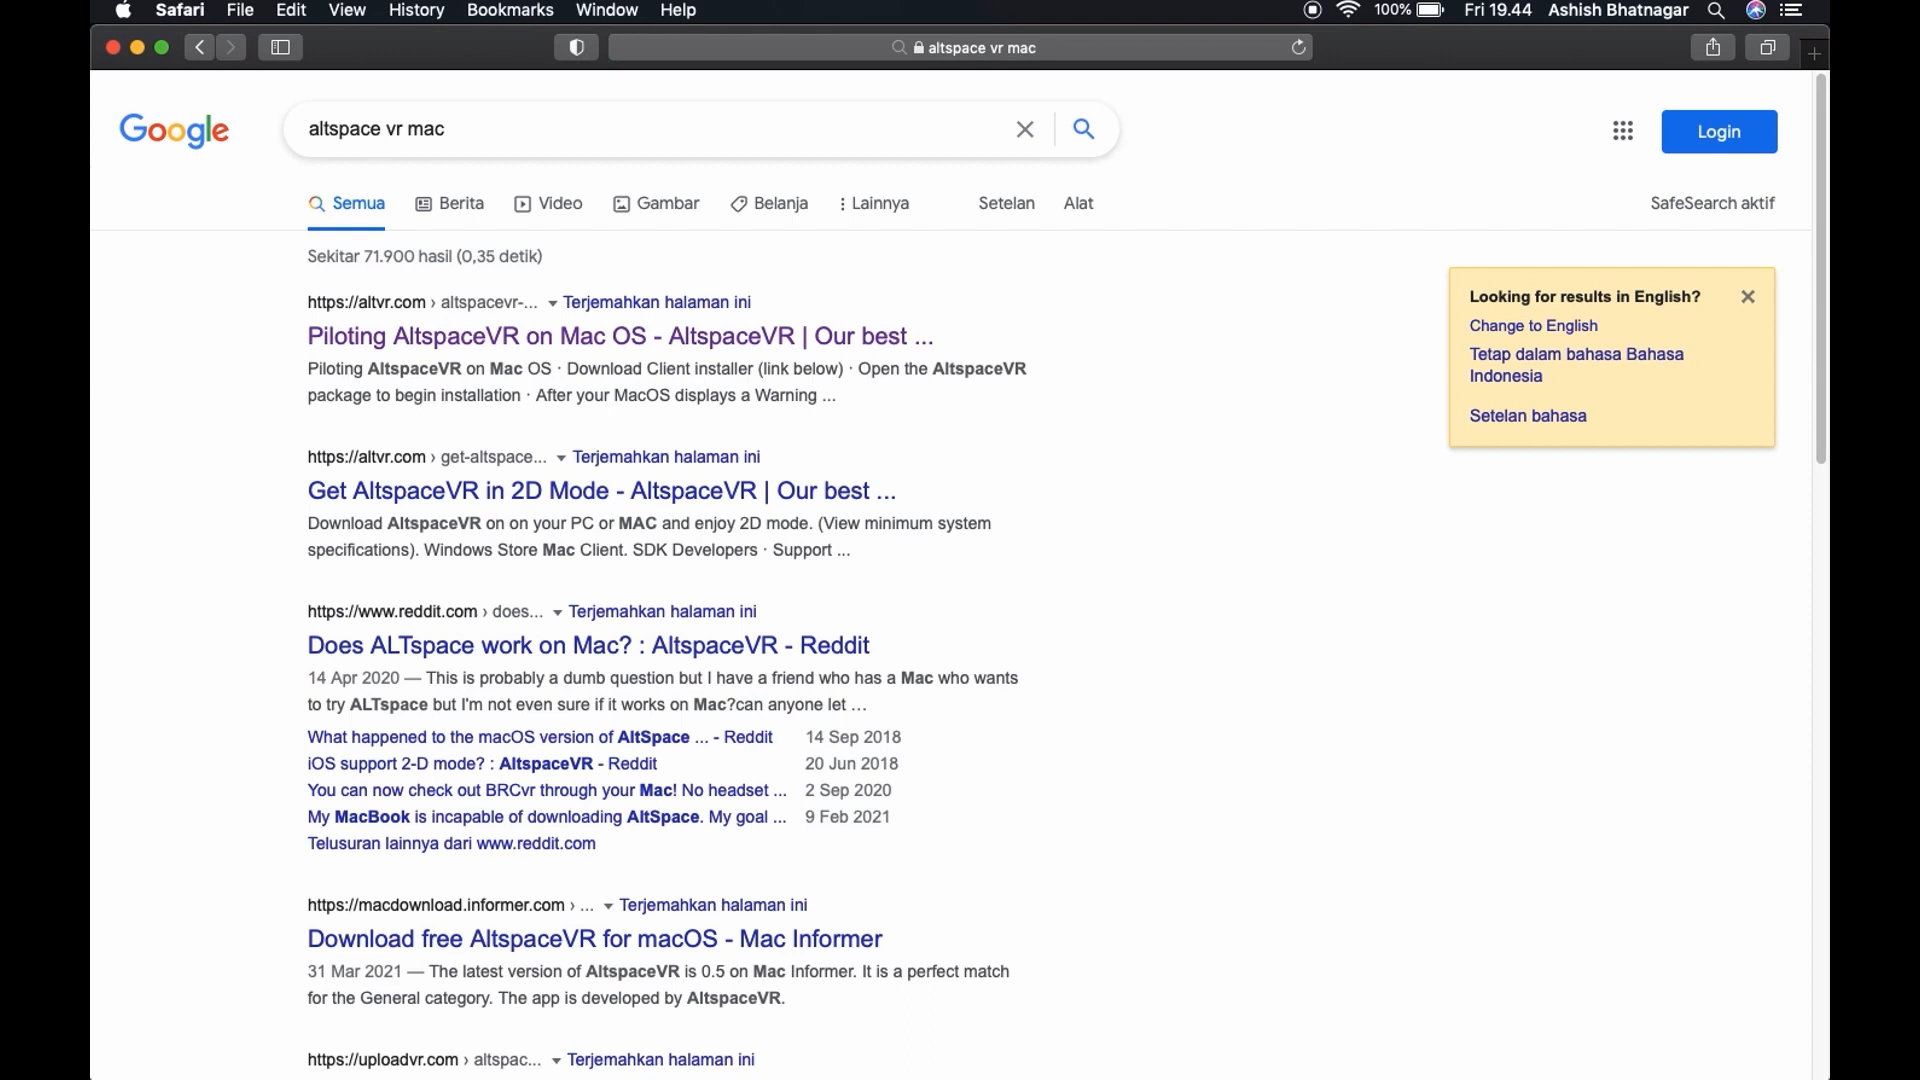 Safari File Edit View History Bookmarks Window Help 100% Fri 19.44 Ashish Bhatnagar
altspace vr mac
Google
altspace vr mac
Login
Semua Berita Video Gambar Belanja Lainnya Setelan Alat SafeSearch aktif
Sekitar 71.900 hasil (0,35 detik)
https://altvr.com › altspacevr-... Terjemahkan halaman ini
Piloting AltspaceVR on Mac OS - AltspaceVR | Our best ...
Piloting AltspaceVR on Mac OS · Download Client installer (link below) · Open the AltspaceVR
package to begin installation · After your MacOS displays a Warning ...
https://altvr.com › get-altspace... Terjemahkan halaman ini
Get AltspaceVR in 2D Mode - AltspaceVR | Our best ...
Download AltspaceVR on on your PC or MAC and enjoy 2D mode. (View minimum system
specifications). Windows Store Mac Client. SDK Developers · Support ...
https://www.reddit.com › does... Terjemahkan halaman ini
Does ALTspace work on Mac? : AltspaceVR - Reddit
14 Apr 2020 — This is probably a dumb question but I have a friend who has a Mac who wants
to try ALTspace but I'm not even sure if it works on Mac?can anyone let ...
What happened to the macOS version of AltSpace ... - Reddit 14 Sep 2018
iOS support 2-D mode? : AltspaceVR - Reddit 20 Jun 2018
You can now check out BRCvr through your Mac! No headset ... 2 Sep 2020
My MacBook is incapable of downloading AltSpace. My goal ... 9 Feb 2021
Telusuran lainnya dari www.reddit.com
https://macdownload.informer.com › ... Terjemahkan halaman ini
Download free AltspaceVR for macOS - Mac Informer
31 Mar 2021 — The latest version of AltspaceVR is 0.5 on Mac Informer. It is a perfect match
for the General category. The app is developed by AltspaceVR.
https://uploadvr.com › altspac... Terjemahkan halaman ini
Looking for results in English?
Change to English
Tetap dalam bahasa Bahasa
Indonesia
Setelan bahasa